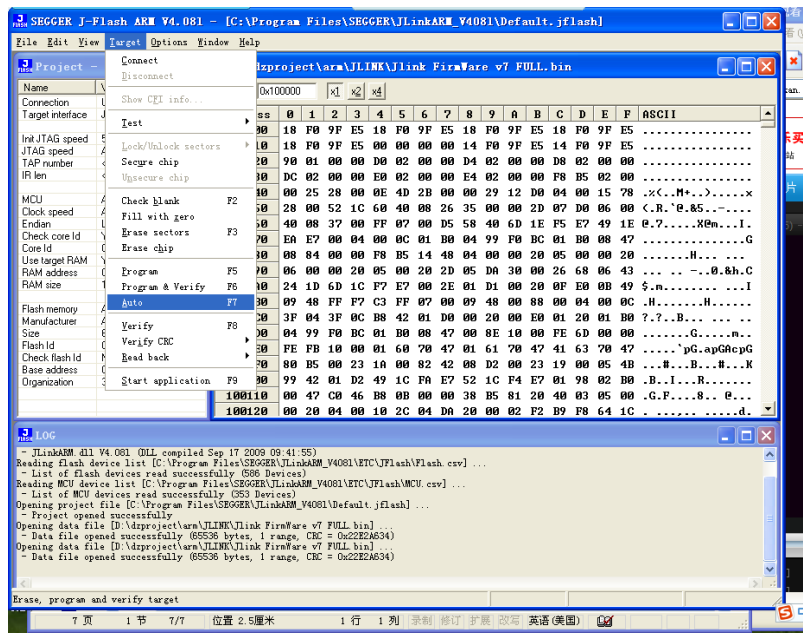 SEGGER J-Flash ARM V4.081 - [C:\Program Files\SEGGER\JLinkARM_V4081\Default.jflash]
File Edit View Target Options Window Help
Project -
dzproject\arm\JLINK\Jlink FirmWare v7 FULL.bin]
Name
Connection
Target interface
Init JTAG speed
JTAG speed
TAP number
IR len
MCU
Clock speed
Endian
Check core Id
Core Id
Use target RAM
RAM address
RAM size
Flash memory
Manufacturer
Size
Flash Id
Check flash Id
Base address
Organization
Connect
Disconnect
Show CFI info...
Test
Lock/Unlock sectors
Secure chip
Unsecure chip
Check blank F2
Fill with zero
Erase sectors F3
Erase chip
Program F5
Program & Verify F6
Auto F7
Verify F8
Verify CRC
Read back
Start application F9
0x100000 x1 x2 x4
ss 0 1 2 3 4 5 6 7 8 9 A B C D E F ASCII
00 18 F0 9F E5 18 F0 9F E5 18 F0 9F E5 18 F0 9F E5 ................
10 18 F0 9F E5 00 00 00 00 14 F0 9F E5 14 F0 9F E5 ................
20 90 01 00 00 D0 02 00 00 D4 02 00 00 D8 02 00 00 ................
30 DC 02 00 00 E0 02 00 00 E4 02 00 00 F8 B5 02 00 ................
00 25 28 00 0E 4D 2B 00 00 29 12 D0 04 00 15 78 .%(..M+..).....x
28 00 52 1C 60 40 08 26 35 00 00 2D 07 D0 06 00 (.R.`@.&5..-....
40 08 37 00 FF 07 00 D5 58 40 6D 1E F5 E7 49 1E @.7.....X@m...I.
EA E7 00 04 00 0C 01 B0 04 99 F0 BC 01 B0 08 47 ...............G
08 84 00 00 F8 B5 14 48 04 00 00 20 05 00 00 20 .......H... ...
06 00 00 20 05 00 20 2D 05 DA 30 00 26 68 06 43 ... .. -..0.&h.C
24 1D 6D 1C F7 E7 00 2E 01 D1 00 20 0F E0 0B 49 $.m........ ...I
09 48 FF F7 C3 FF 07 00 09 48 00 88 00 04 00 0C .H.......H......
3F 04 3F 0C B8 42 01 D0 00 20 00 E0 01 20 01 B0 ?.?..B... ... ..
04 99 F0 BC 01 B0 08 47 00 8E 10 00 FE 6D 00 00 .......G.....m..
FE FB 10 00 01 60 70 47 01 61 70 47 41 63 70 47 .....`pG.apGAcpG
80 B5 00 23 1A 00 82 42 08 D2 00 23 19 00 05 4B ...#...B...#...K
99 42 01 D2 49 1C FA E7 52 1C F4 E7 01 98 02 B0 .B..I...R.......
100110 00 47 C0 46 B8 0B 00 00 38 B5 81 20 40 03 05 00 .G.F....8.. @...
100120 00 20 04 00 10 2C 04 DA 20 00 02 F2 B9 F8 64 1C . ...,.. .....d.
LOG
- JLinkARM.dll V4.081 (DLL compiled Sep 17 2009 09:41:55)
Reading flash device list [C:\Program Files\SEGGER\JLinkARM_V4081\ETC\JFlash\Flash.csv] ...
- List of flash devices read successfully (586 Devices)
Reading MCU device list [C:\Program Files\SEGGER\JLinkARM_V4081\ETC\JFlash\MCU.csv] ...
- List of MCU devices read successfully (353 Devices)
Opening project file [C:\Program Files\SEGGER\JLinkARM_V4081\Default.jflash] ...
- Project opened successfully
Opening data file [D:\dzproject\arm\JLINK\Jlink FirmWare v7 FULL.bin] ...
- Data file opened successfully (65536 bytes, 1 range, CRC = 0x22E2A634)
Opening data file [D:\dzproject\arm\JLINK\Jlink FirmWare v7 FULL.bin] ...
- Data file opened successfully (65536 bytes, 1 range, CRC = 0x22E2A634)
Erase, program and verify target
7 页 1 节 7/7 位置 2.5厘米 1 行 1 列 录制 修订 扩展 改写 英语(美国)